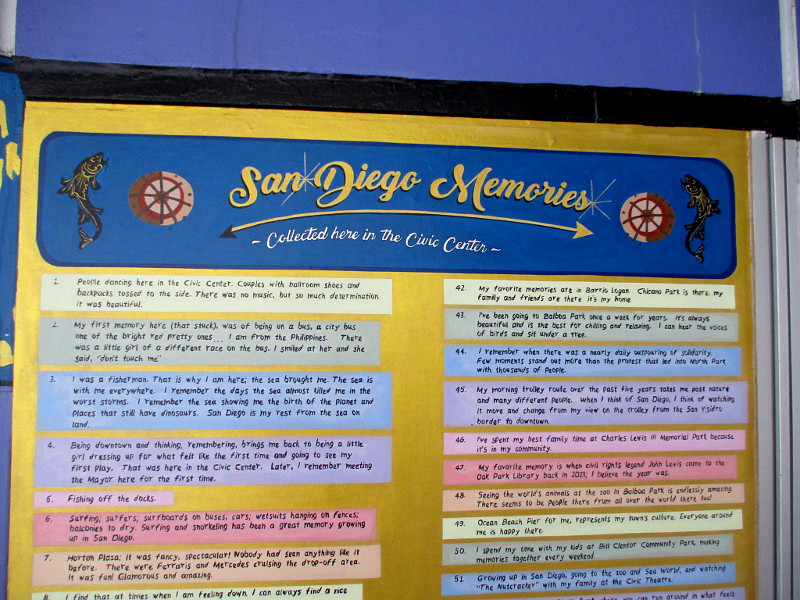 San Diego Memories
~ Collected here in the Civic Center ~
1. People dancing here in the Civic Center. Couples with ballroom shoes and
backpacks tossed to the side. There was no music, but so much determination
it was beautiful.
2. My first memory here (that stuck), was of being on a bus, a city bus
one of the bright red pretty ones... I am from the Philippines. There
was a little girl of a different race on the bus. I smiled at her and she
said, "don't touch me"
3. I was a fisherman. That is why I am here; the sea brought me. The sea is
with me everywhere. I remember the days the sea almost killed me in the
worst storms. I remember the sea showing me the birth of the planet and
places that still have dinosaurs. San Diego is my rest from the sea on
land.
4. Being downtown and thinking, remembering, brings me back to being a little
girl dressing up for what felt like the first time and going to see my
first play. That was here in the Civic Center. Later, I remember meeting
the Mayor here for the first time.
5. Fishing off the docks.
6. Surfing; surfers, surfboards on buses, cars; wetsuits hanging on fences;
balconies to dry. Surfing and snorkeling has been a great memory growing
up in San Diego.
7. Horton Plaza; it was fancy, spectacular! Nobody had seen anything like it
before. There were Ferraris and Mercedes cruising the drop-off area.
It was fun! Glamorous and amazing.
8. I find that at times when I am feeling down, I can always find a nice
42. My favorite memories are in Barrio Logan. Chicano Park is there, my
family and friends are there it's my home.
43. I've been going to Balboa Park once a week for years. It's always
beautiful and is the best for chilling and relaxing. I can hear the voices
of birds and sit under a tree.
44. I remember when there was a nearly daily outpouring of solidarity.
Few moments stand out more than the protest that led into North Park
with thousands of people.
45. My morning trolley route over the past five years takes me past nature
and many different people. When I think of San Diego, I think of watching
it move and change from my view on the trolley from the San Ysidro
border to downtown.
46. I've spent my best family time at Charles Lewis III Memorial Park because
it's in my community.
47. My favorite memory is when civil rights legend John Lewis came to the
Oak Park Library back in 2013, I believe the year was.
48. Seeing the world's animals at the zoo in Balboa Park is endlessly amazing.
There seems to be people there from all over the world there too!
49. Ocean Beach Pier for me, represents my town's culture. Everyone around
me is happy there.
50. I spend my time with my kids at Bill Cleator Community Park, making
memories together every weekend.
51. Growing up in San Diego, going to the zoo and Sea World, and watching
"The Nutcracker" with my family at the Civic Theatre.